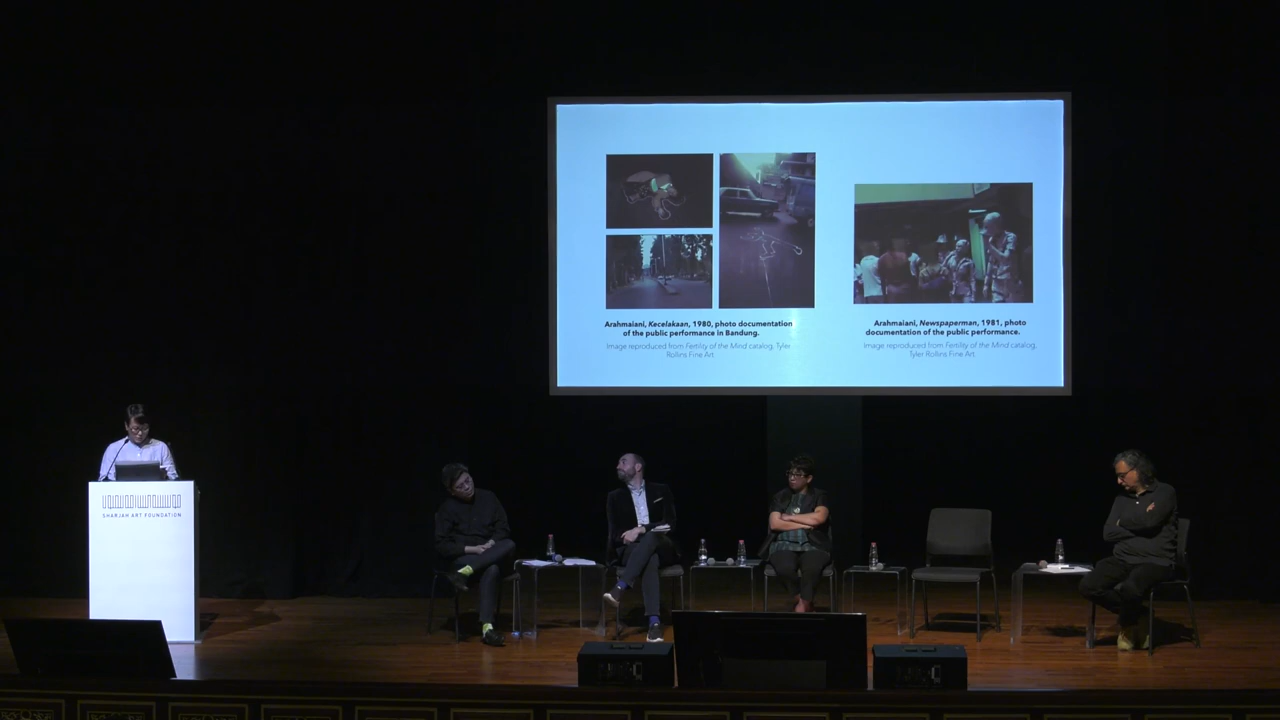 Arahmaiani, Kecelakaan, 1980, photo documentation
of the public performance in Bandung.
Image reproduced from Fertility of the Mind catalog. Tyler
Rollins Fine Art.
Arahmaiani, Newspaperman, 1981, photo
documentation of the public performance.
Image reproduced from Fertility of the Mind catalog.
Tyler Rollins Fine Art.
SHARJAH ART FOUNDATION